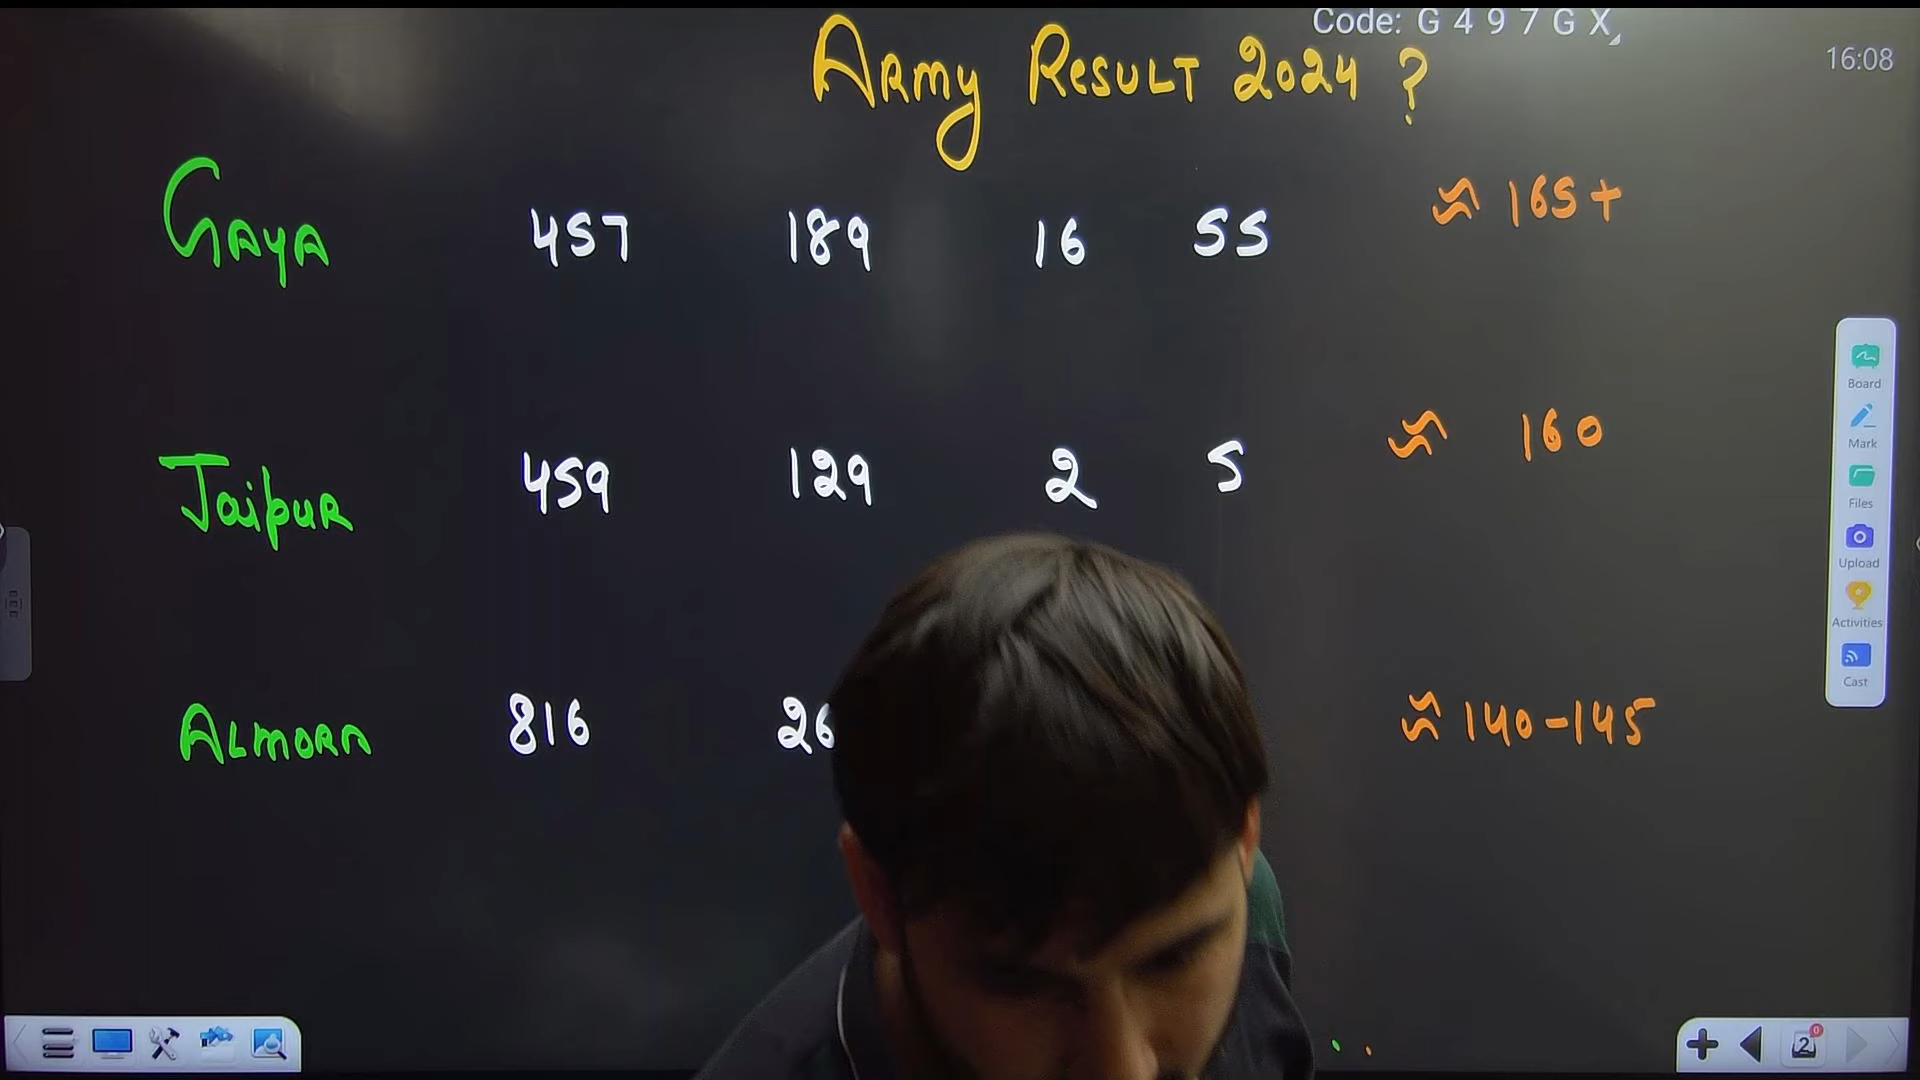 Code: G 4 9 7 G X
16:08
ARMY RESULT 2024 ?
GAYA 457 189 16 55 ≈ 165+
Jaipur 459 129 2 5 ≈ 160
ALMORA 816 26 ≈ 140-145
Board
Mark
Files
Upload
Activities
Cast
2
0